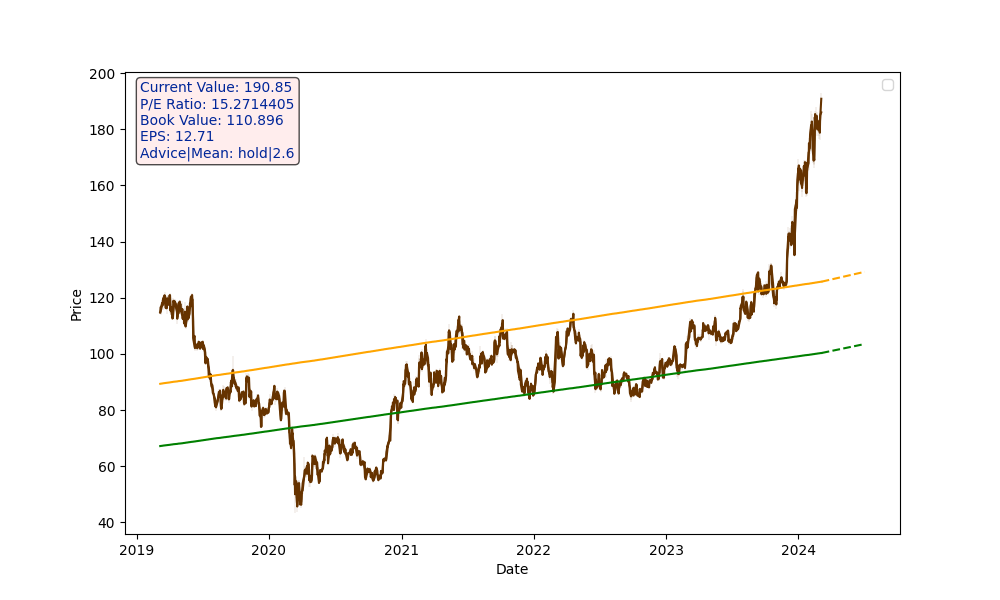 200
180
160
140
120
100
80
60
40
Price
Current Value: 190.85
P/E Ratio: 15.2714405
Book Value: 110.896
EPS: 12.71
Advice|Mean: hold|2.6
2019
2020
2021
2022
2023
2024
Date